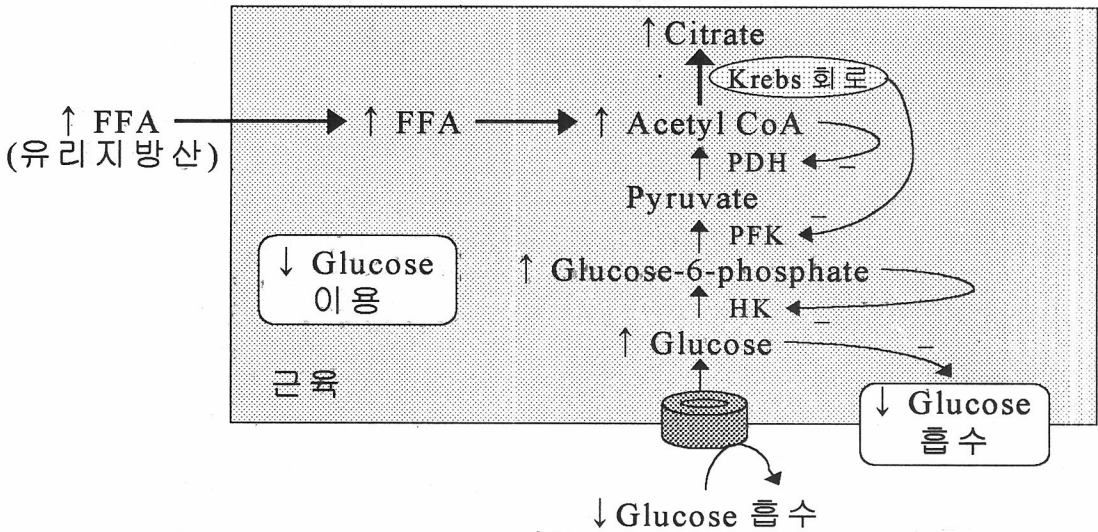 ↑ Citrate
Krebs 회로
↑ FFA
(유리지방산)
↑ FFA
↑ Acetyl CoA
PDH
–
Pyruvate
–
PFK
↓ Glucose
이용
↑ Glucose-6-phosphate
HK
–
↑ Glucose
–
근육
↓ Glucose
흡수
↓ Glucose 흡수